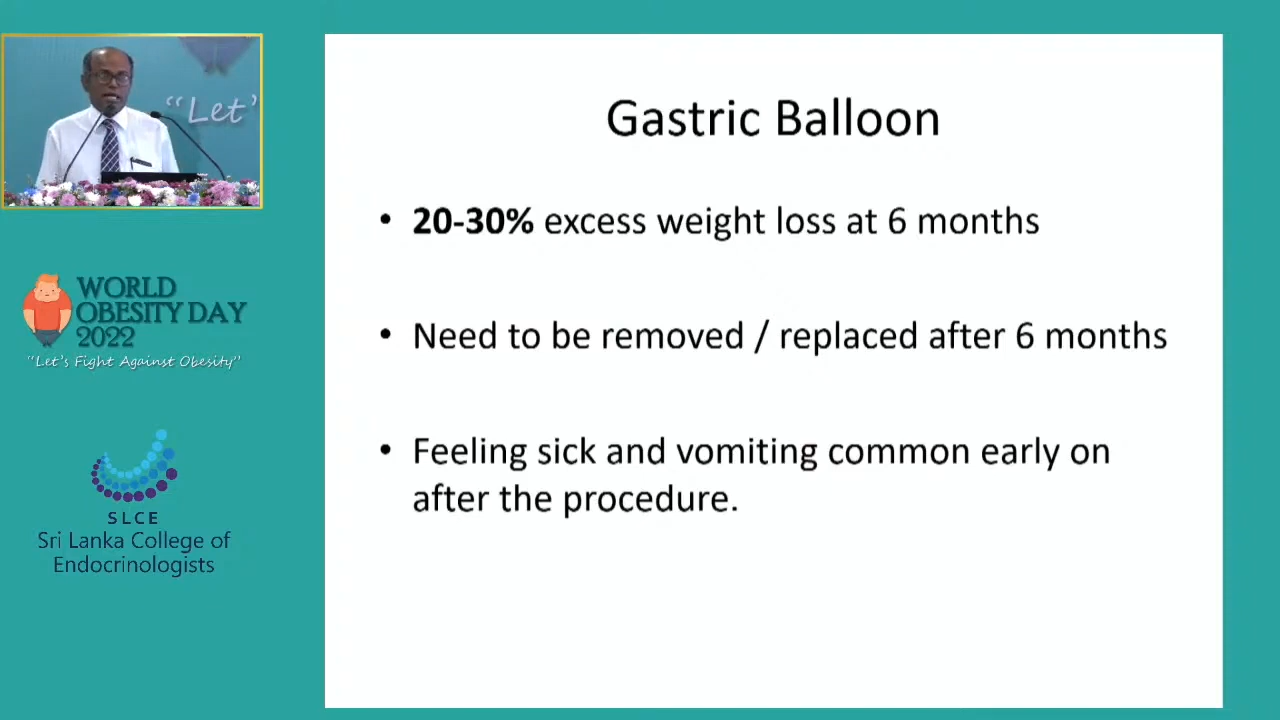 "Let'
WORLD
OBESITY DAY
2022
"Let's Fight Against Obesity"
SLCE
Sri Lanka College of
Endocrinologists
Gastric Balloon
• 20-30% excess weight loss at 6 months
• Need to be removed / replaced after 6 months
• Feeling sick and vomiting common early on
after the procedure.